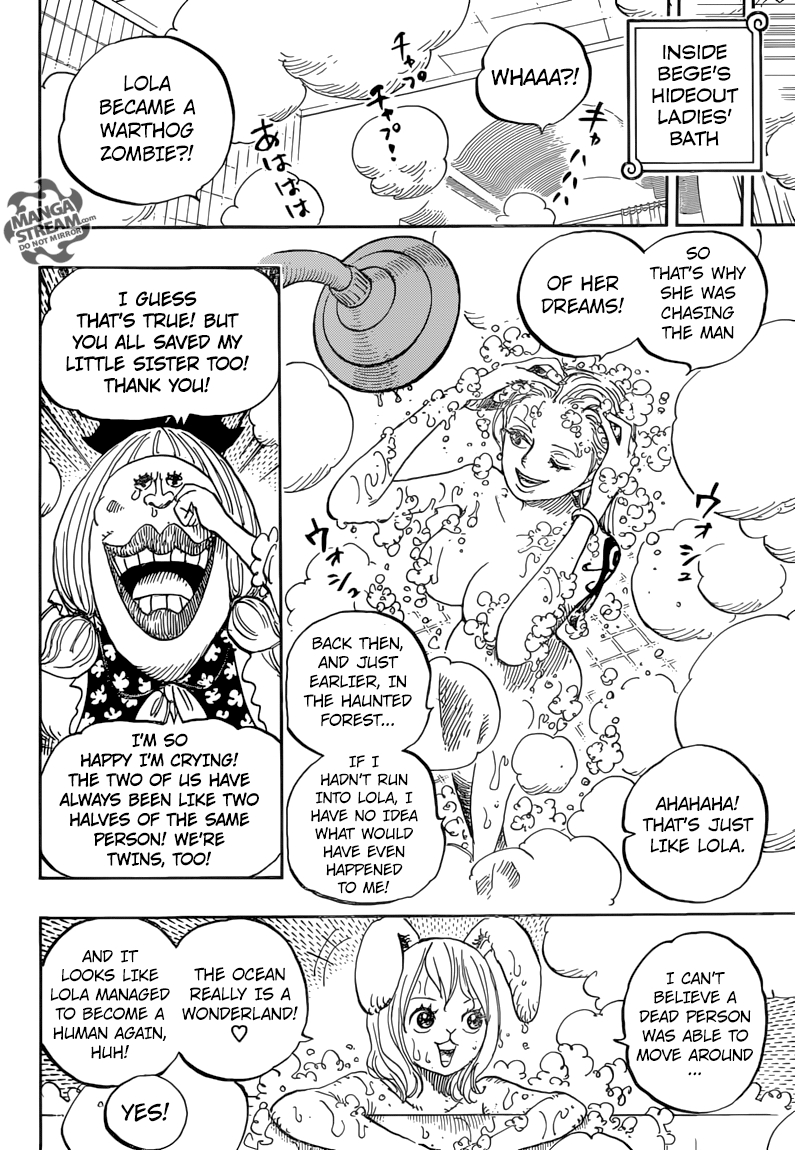 INSIDE
BEGE'S
HIDEOUT
LADIES'
BATH
WHAAA?!
LOLA
BECAME A
WARTHOG
ZOMBIE?!
キャ
チャプ
チャプ!
あははは
MANGA
STREAM.com
DO NOT MIRROR
SO
THAT'S WHY
SHE WAS
CHASING
THE MAN
OF HER
DREAMS!
ウォ
シュ
ウォ
シュ
BACK THEN,
AND JUST
EARLIER, IN
THE HAUNTED
FOREST...
IF I
HADN'T RUN
INTO LOLA, I
HAVE NO IDEA
WHAT WOULD
HAVE EVEN
HAPPENED
TO ME!
AHAHAHA!
THAT'S JUST
LIKE LOLA.
I GUESS
THAT'S TRUE! BUT
YOU ALL SAVED MY
LITTLE SISTER TOO!
THANK YOU!
I'M SO
HAPPY I'M CRYING!
THE TWO OF US HAVE
ALWAYS BEEN LIKE TWO
HALVES OF THE SAME
PERSON! WE'RE
TWINS, TOO!
I CAN'T
BELIEVE A
DEAD PERSON
WAS ABLE TO
MOVE AROUND
...
THE OCEAN
REALLY IS A
WONDERLAND!
♡
AND IT
LOOKS LIKE
LOLA MANAGED
TO BECOME A
HUMAN AGAIN,
HUH!
YES!